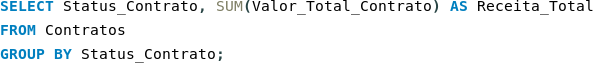 SELECT Status_Contrato, SUM(Valor_Total_Contrato) AS Receita_Total
FROM Contratos
GROUP BY Status_Contrato;